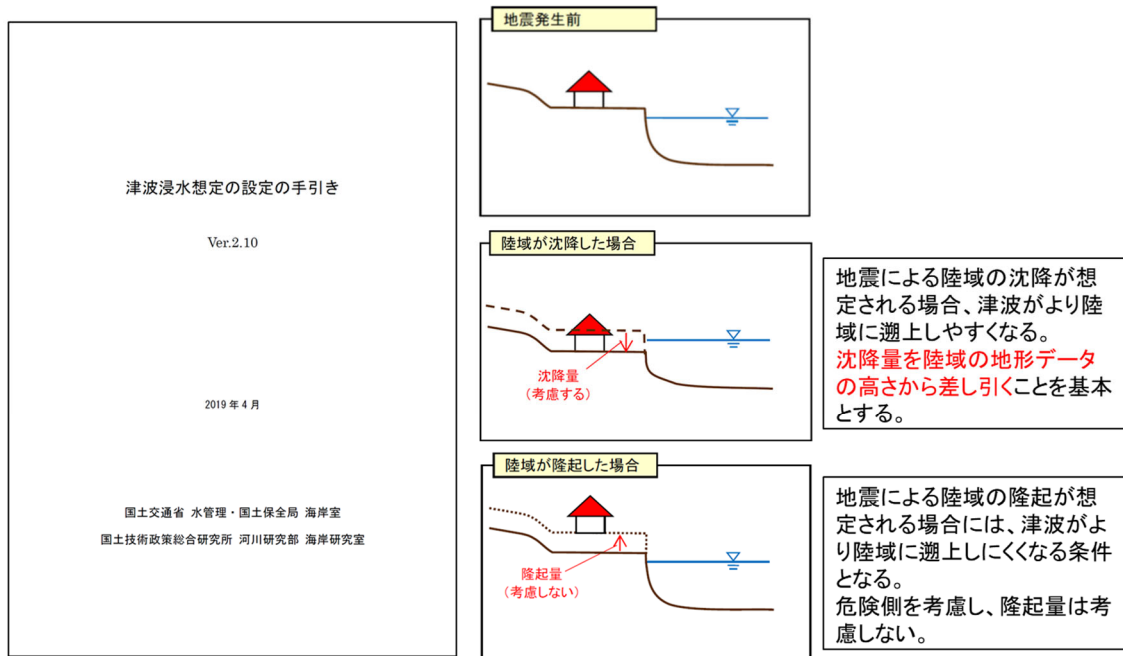 津波浸水想定の設定の手引き
Ver.2.10
2019年4月
国土交通省 水管理・国土保全局 海岸室
国土技術政策総合研究所 河川研究部 海岸研究室
地震発生前
陸域が沈降した場合
沈降量
(考慮する)
地震による陸域の沈降が想
定される場合、津波がより陸
域に遡上しやすくなる。
沈降量を陸域の地形データ
の高さから差し引くことを基本
とする。
陸域が隆起した場合
隆起量
(考慮しない)
地震による陸域の隆起が想
定される場合には、津波がよ
り陸域に遡上しにくくなる条件
となる。
危険側を考慮し、隆起量は考
慮しない。